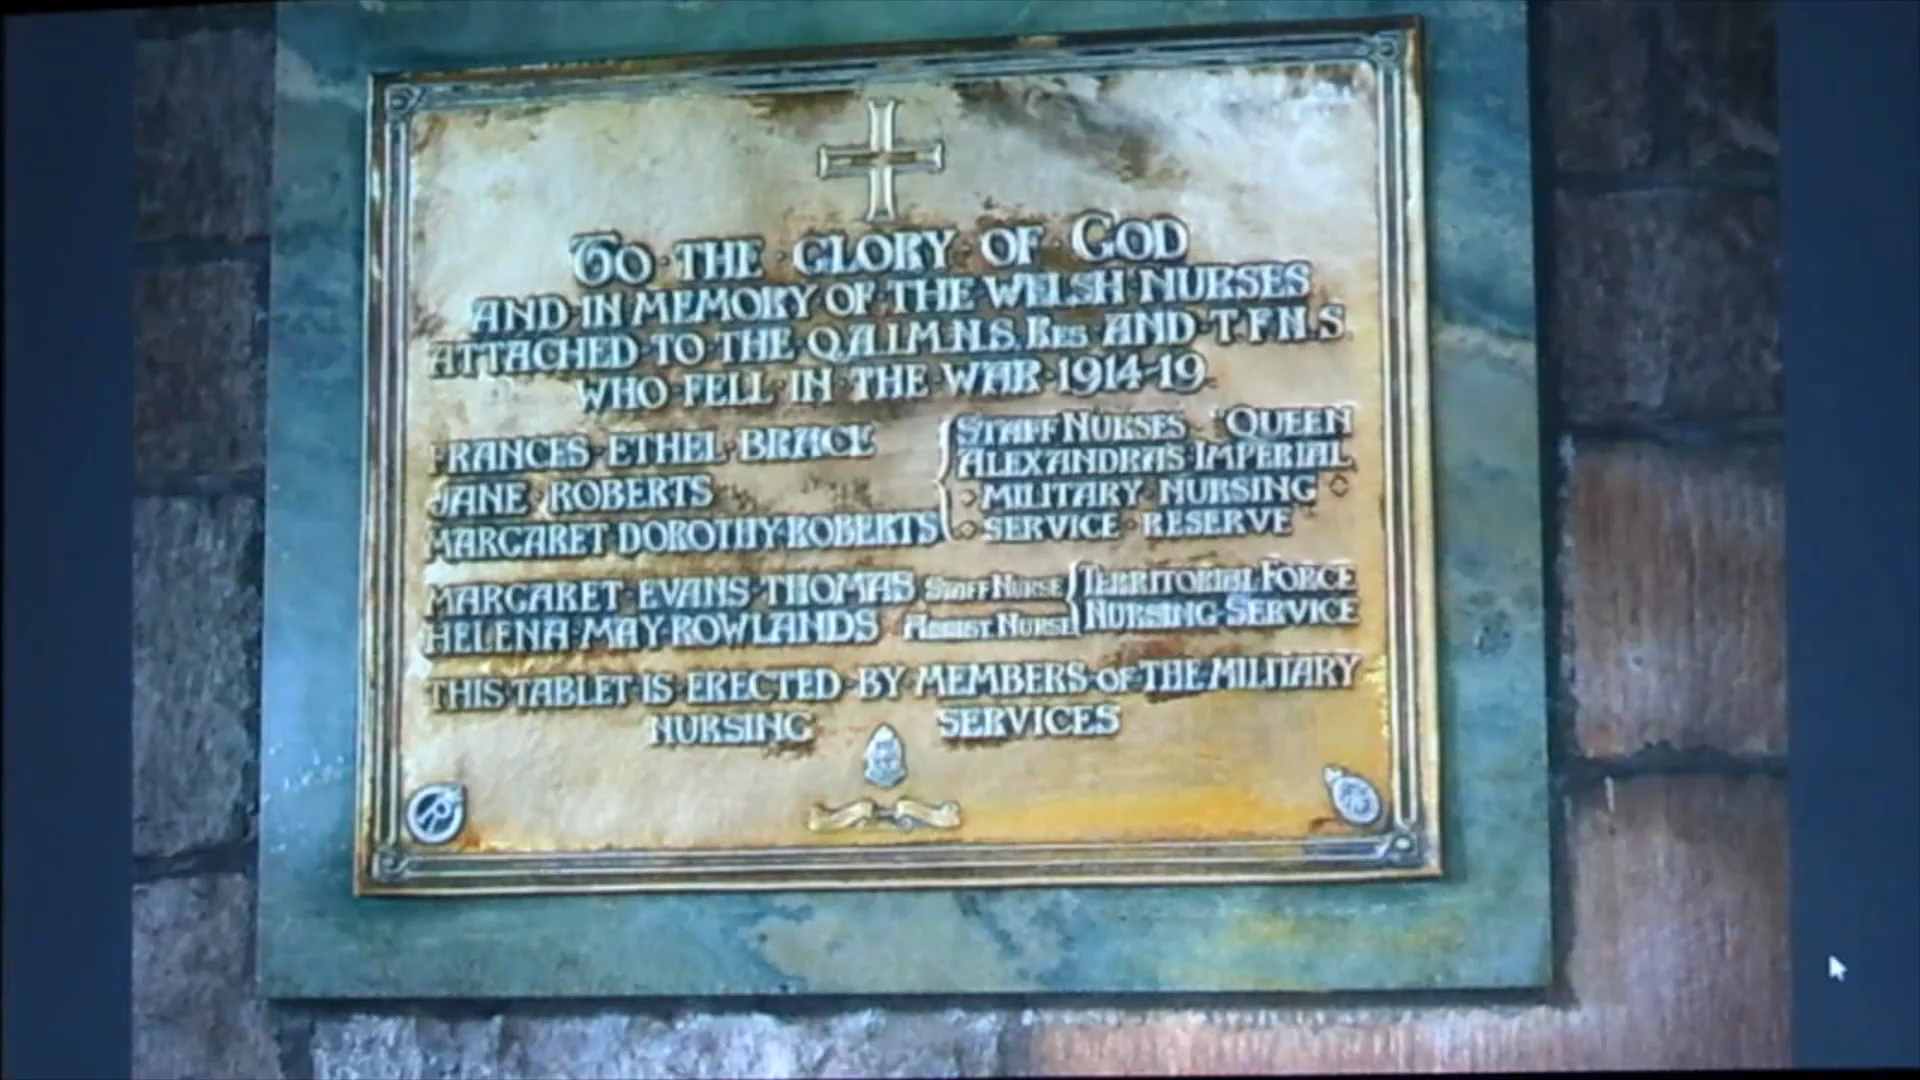 TO THE GLORY OF GOD
AND IN MEMORY OF THE WELSH NURSES
ATTACHED TO THE Q.A.I.M.N.S. RES AND T.F.N.S
WHO FELL IN THE WAR 1914-19
FRANCES ETHEL BRACE
JANE ROBERTS
MARGARET DOROTHY ROBERTS
STAFF NURSES QUEEN
ALEXANDRA'S IMPERIAL
MILITARY NURSING
SERVICE RESERVE
MARGARET EVANS THOMAS STAFF NURSE
HELENA MAY ROWLANDS ASSIST. NURSE
TERRITORIAL FORCE
NURSING SERVICE
THIS TABLET IS ERECTED BY MEMBERS OF THE MILITARY
NURSING SERVICES